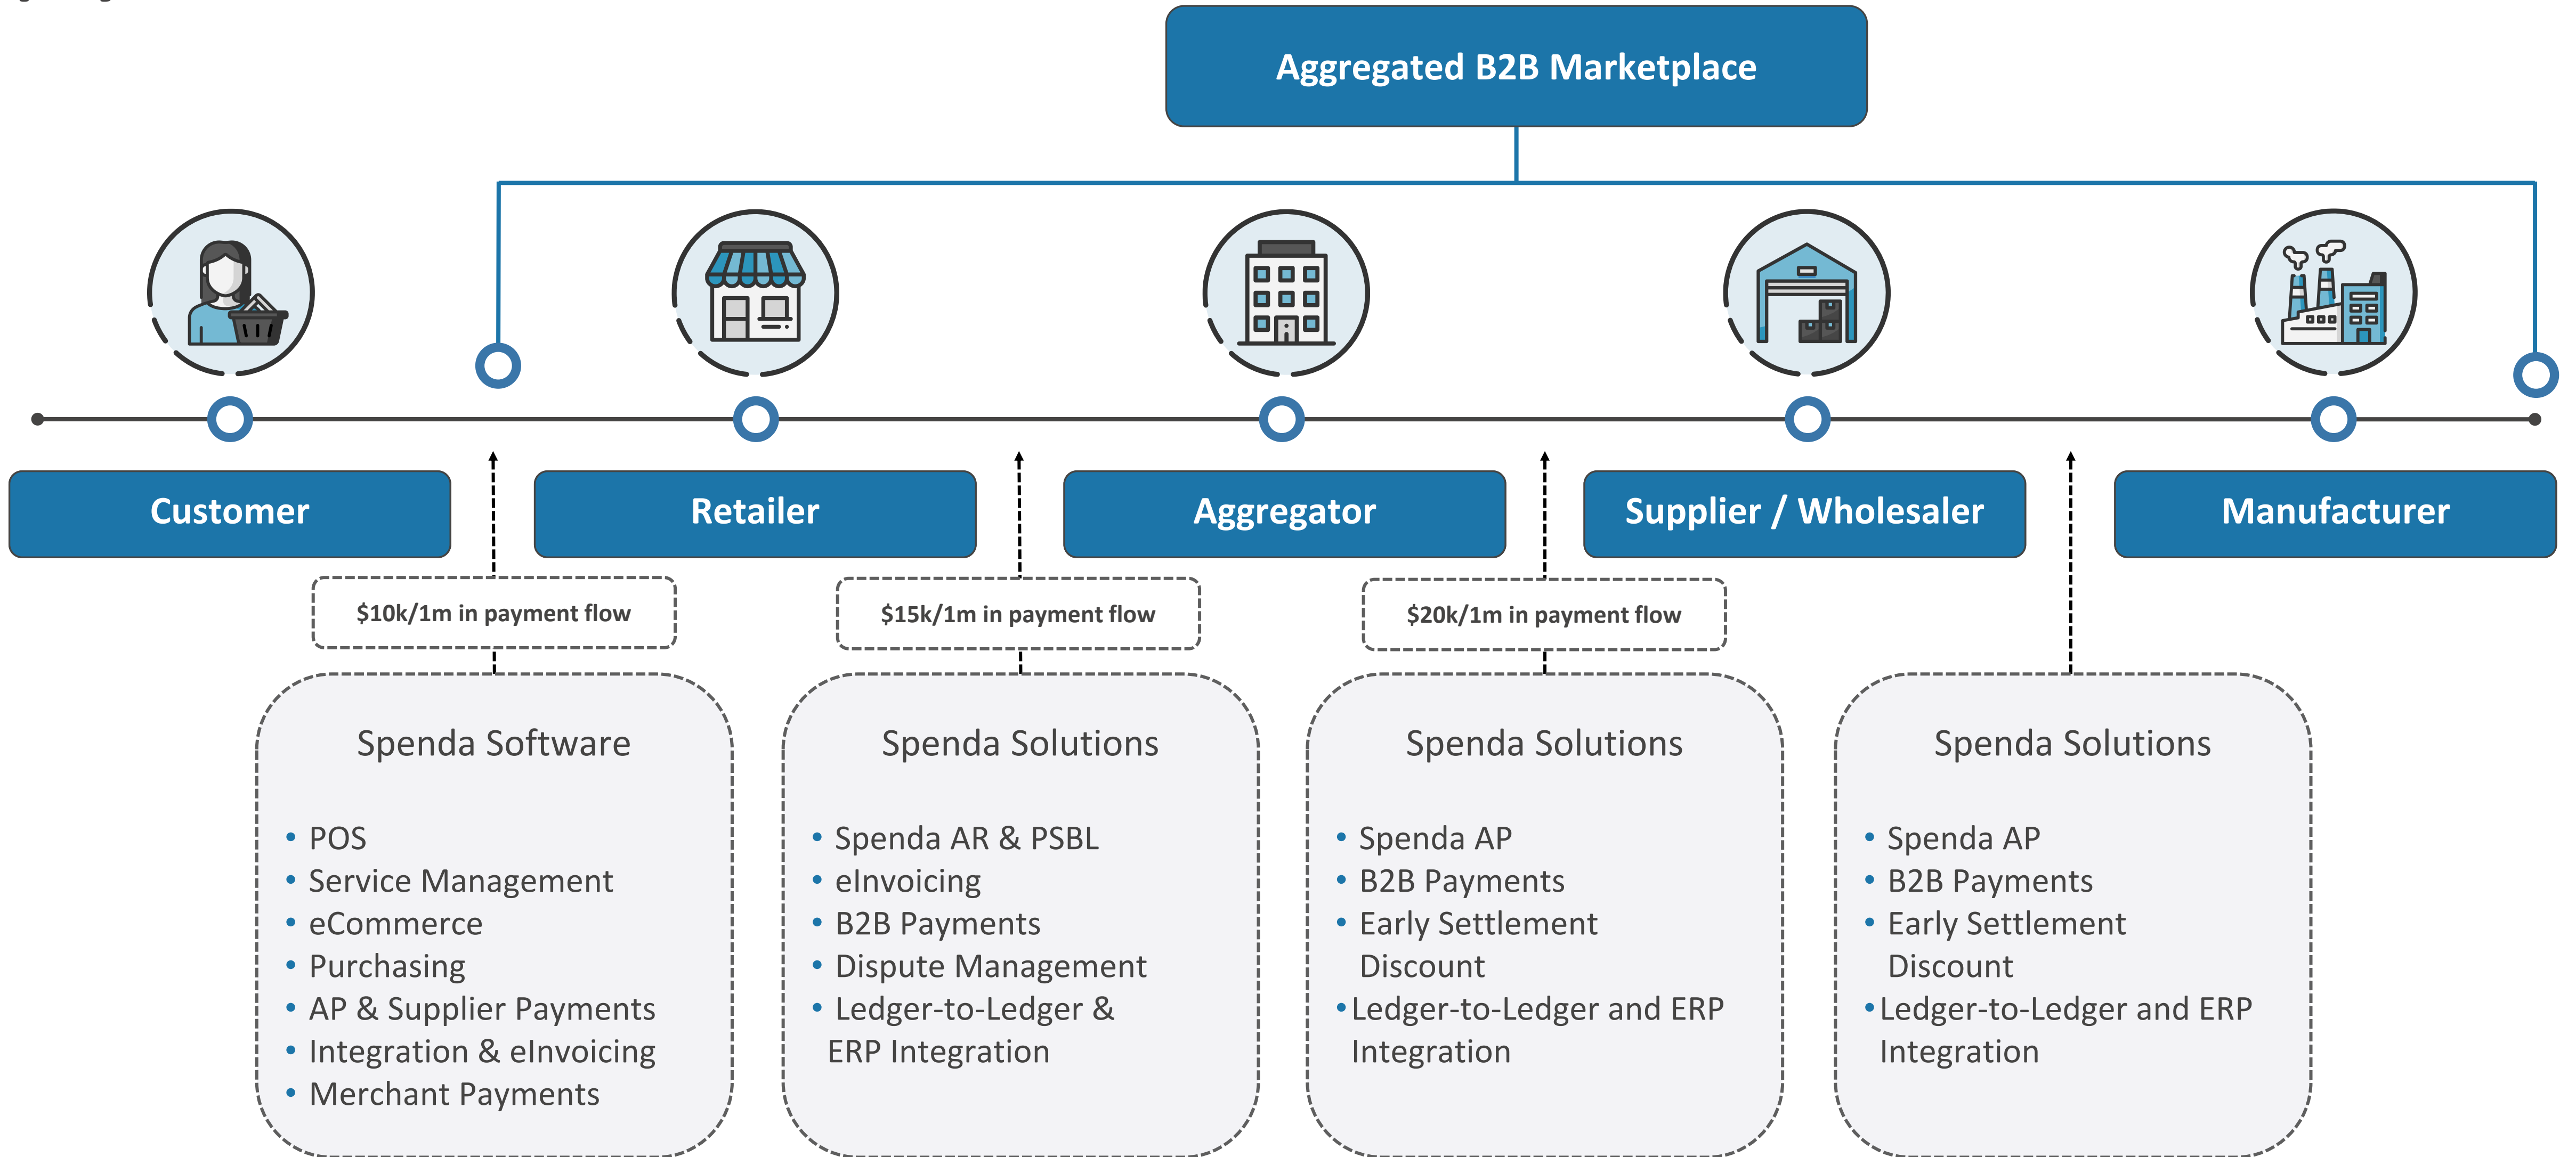 Aggregated B2B Marketplace
Customer
Retailer
Aggregator
Supplier / Wholesaler
Manufacturer
$10k/1m in payment flow
$15k/1m in payment flow
$20k/1m in payment flow
Spenda Software
• POS
• Service Management
• eCommerce
• Purchasing
• AP & Supplier Payments
• Integration & eInvoicing
• Merchant Payments
Spenda Solutions
• Spenda AR & PSBL
• eInvoicing
• B2B Payments
• Dispute Management
• Ledger-to-Ledger &
ERP Integration
Spenda Solutions
• Spenda AP
• B2B Payments
• Early Settlement
Discount
• Ledger-to-Ledger and ERP
Integration
Spenda Solutions
• Spenda AP
• B2B Payments
• Early Settlement
Discount
• Ledger-to-Ledger and ERP
Integration